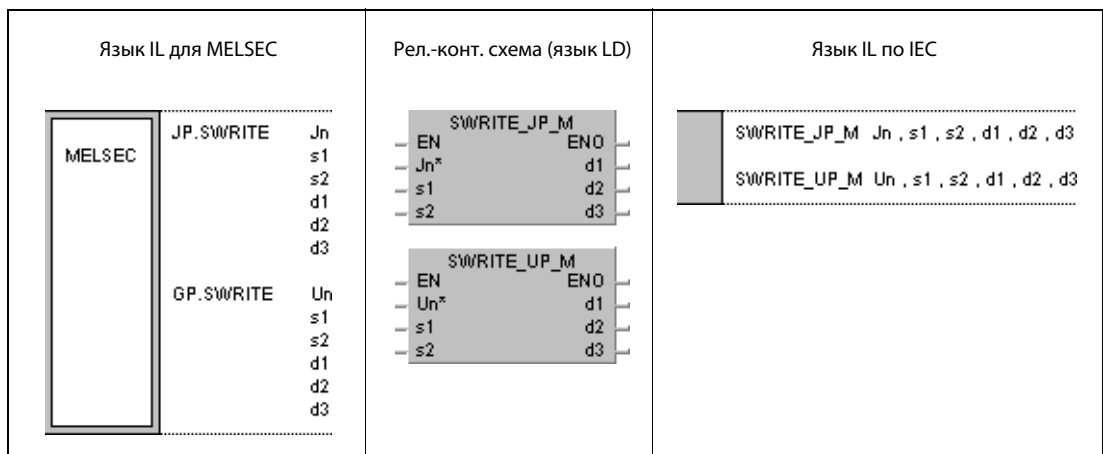 Язык IL для MELSEC
MELSEC
JP.SWRITE Jn
s1
s2
d1
d2
d3
GP.SWRITE Un
s1
s2
d1
d2
d3
Рел.-конт. схема (язык LD)
SWRITE_JP_M
EN ENO
Jn* d1
s1 d2
s2 d3
SWRITE_UP_M
EN ENO
Un* d1
s1 d2
s2 d3
Язык IL по IEC
SWRITE_JP_M Jn , s1 , s2 , d1 , d2 , d3
SWRITE_UP_M Un , s1 , s2 , d1 , d2 , d3